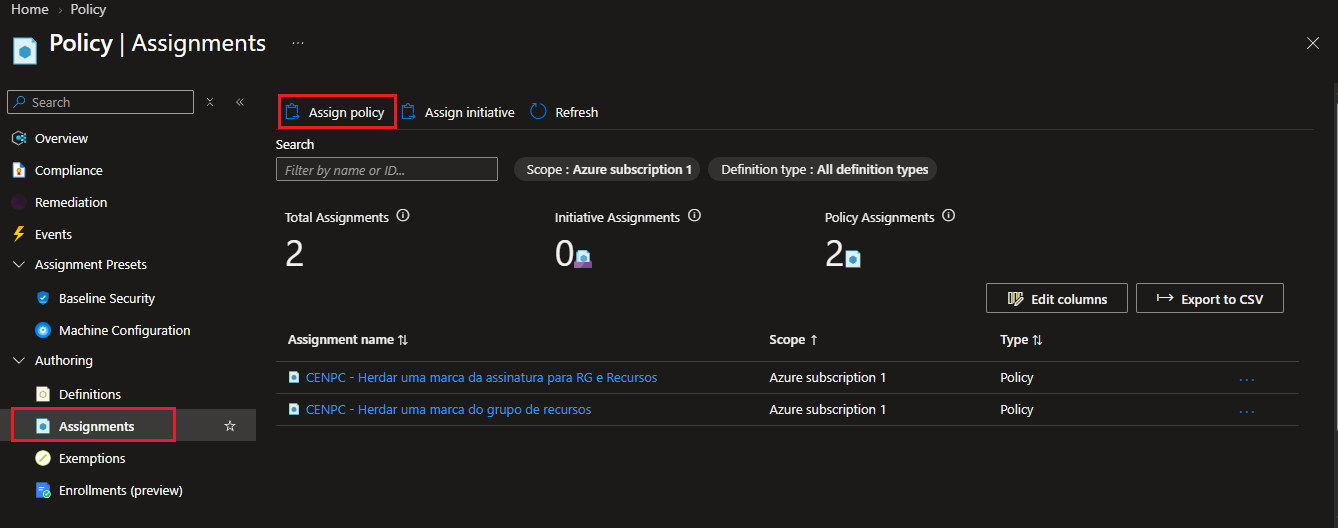 Home > Policy
Policy | Assignments ...
Search
Overview
Compliance
Remediation
Events
Assignment Presets
Baseline Security
Machine Configuration
Authoring
Definitions
Assignments
Exemptions
Enrollments (preview)
Assign policy Assign initiative Refresh
Search
Filter by name or ID... Scope : Azure subscription 1 Definition type : All definition types
Total Assignments Initiative Assignments Policy Assignments
2 0 2
Edit columns Export to CSV
Assignment name Scope Type
CENPC - Herdar uma marca da assinatura para RG e Recursos Azure subscription 1 Policy ...
CENPC - Herdar uma marca do grupo de recursos Azure subscription 1 Policy ...